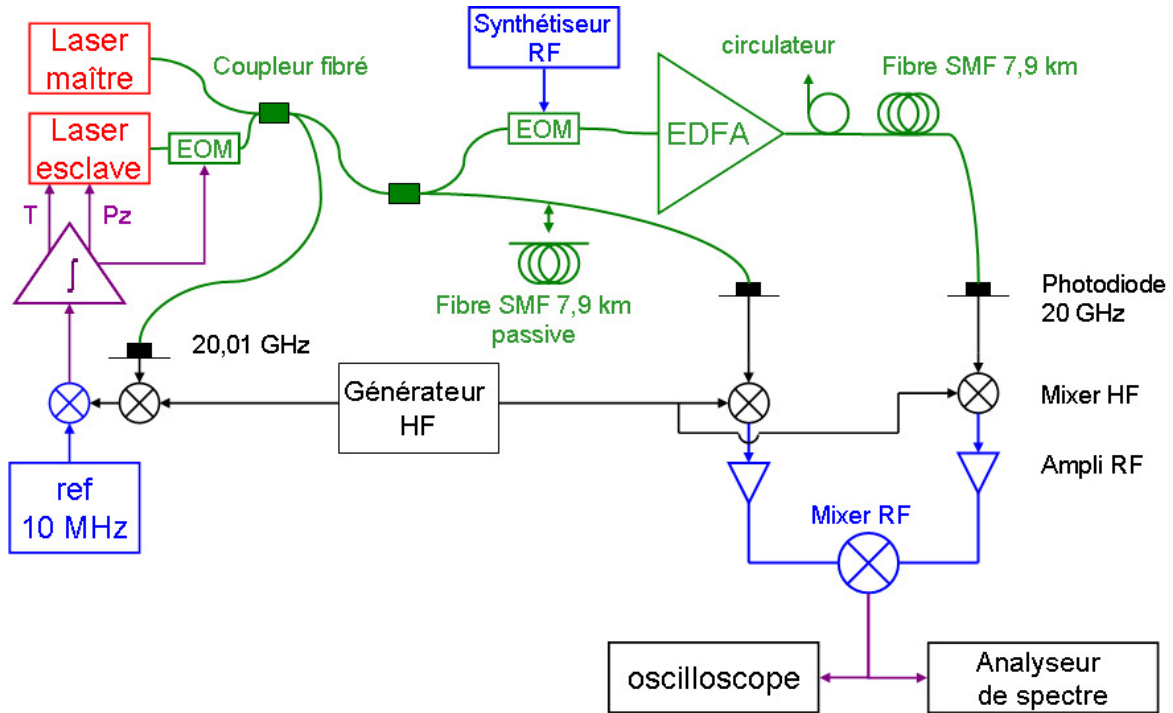 Laser
maître
Coupleur fibré
Synthétiseur
RF
circulateur
Fibre SMF 7,9 km
Laser
esclave
EOM
EOM
EDFA
T
Pz
∫
Fibre SMF 7,9 km
passive
Photodiode
20 GHz
20,01 GHz
Générateur
HF
Mixer HF
ref
10 MHz
Ampli RF
Mixer RF
oscilloscope
Analyseur
de spectre